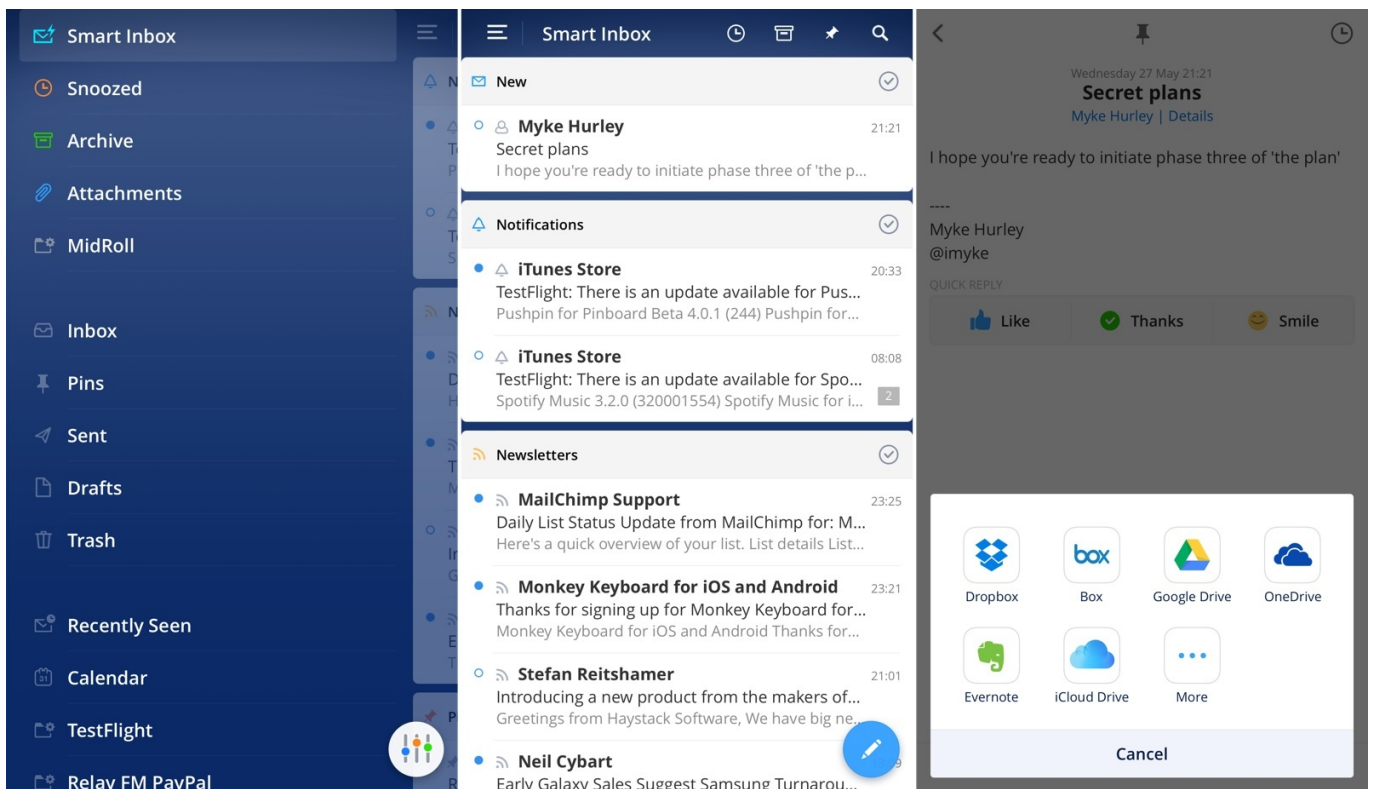 Smart Inbox
Snoozed
Archive
Attachments
MidRoll
Inbox
Pins
Sent
Drafts
Trash
Recently Seen
31
Calendar
TestFlight
Relay FM PayPal
Smart Inbox
New
Myke Hurley 21:21
Secret plans
I hope you're ready to initiate phase three of 'the p...
Notifications
iTunes Store 20:33
TestFlight: There is an update available for Pus...
Pushpin for Pinboard Beta 4.0.1 (244) Pushpin for...
iTunes Store 08:08
TestFlight: There is an update available for Spo...
Spotify Music 3.2.0 (320001554) Spotify Music for i... 2
Newsletters
MailChimp Support 23:25
Daily List Status Update from MailChimp for: M...
Here's a quick overview of your list. List details List...
Monkey Keyboard for iOS and Android 23:21
Thanks for signing up for Monkey Keyboard for...
Monkey Keyboard for iOS and Android Thanks for...
Stefan Reitshamer 21:01
Introducing a new product from the makers of...
Greetings from Haystack Software, We have big ne...
Neil Cybart
Early Galaxy Sales Suggest Samsung Turnarou...
Wednesday 27 May 21:21
Secret plans
Myke Hurley | Details
I hope you're ready to initiate phase three of 'the plan'
----
Myke Hurley
@imyke
QUICK REPLY
Like Thanks Smile
Dropbox box Box Google Drive OneDrive
Evernote iCloud Drive More
Cancel